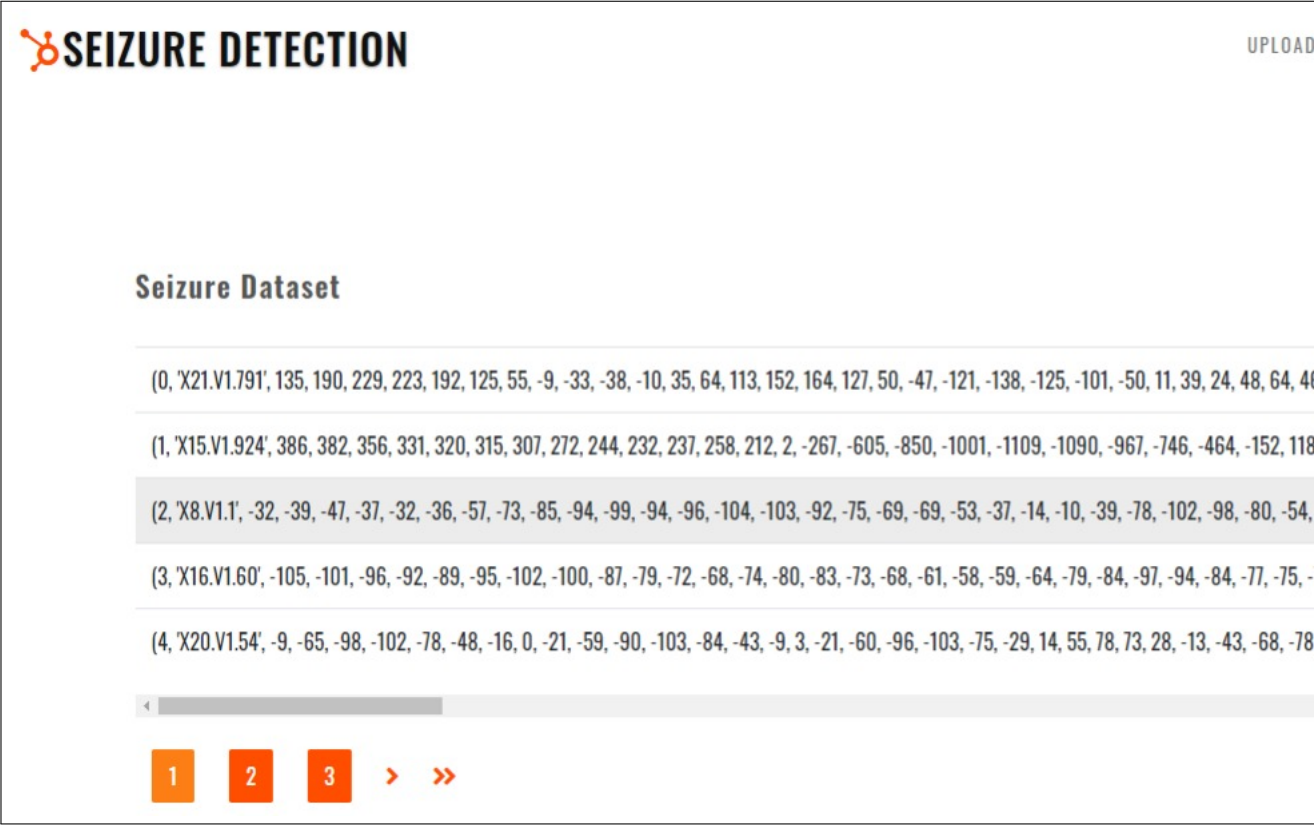 SEIZURE DETECTION
UPLOAD
Seizure Dataset
(0, 'X21.V1.791', 135, 190, 229, 223, 192, 125, 55, -9, -33, -38, -10, 35, 64, 113, 152, 164, 127, 50, -47, -121, -138, -125, -101, -50, 11, 39, 24, 48, 64, 46
(1, 'X15.V1.924', 386, 382, 356, 331, 320, 315, 307, 272, 244, 232, 237, 258, 212, 2, -267, -605, -850, -1001, -1109, -1090, -967, -746, -464, -152, 118
(2, 'X8.V1.1', -32, -39, -47, -37, -32, -36, -57, -73, -85, -94, -99, -94, -96, -104, -103, -92, -75, -69, -69, -53, -37, -14, -10, -39, -78, -102, -98, -80, -54,
(3, 'X16.V1.60', -105, -101, -96, -92, -89, -95, -102, -100, -87, -79, -72, -68, -74, -80, -83, -73, -68, -61, -58, -59, -64, -79, -84, -97, -94, -84, -77, -75, -
(4, 'X20.V1.54', -9, -65, -98, -102, -78, -48, -16, 0, -21, -59, -90, -103, -84, -43, -9, 3, -21, -60, -96, -103, -75, -29, 14, 55, 78, 73, 28, -13, -43, -68, -78
1 2 3 > >>